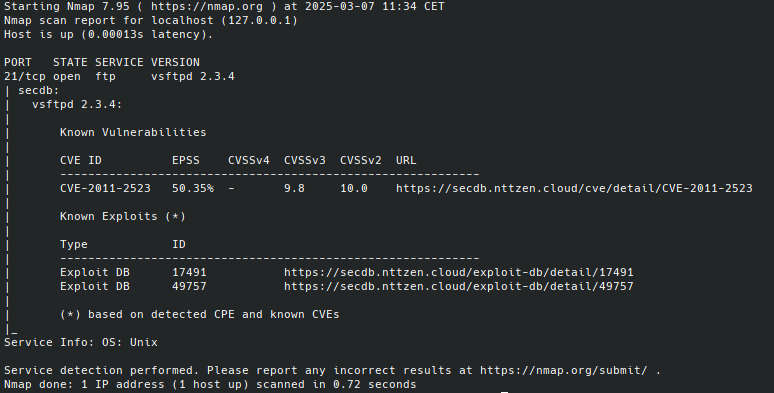 Starting Nmap 7.95 ( https://nmap.org ) at 2025-03-07 11:34 CET
Nmap scan report for localhost (127.0.0.1)
Host is up (0.00013s latency).

PORT   STATE SERVICE VERSION
21/tcp open  ftp     vsftpd 2.3.4
| secdb:
|   vsftpd 2.3.4:
|
|       Known Vulnerabilities
|
|       CVE ID          EPSS    CVSSv4  CVSSv3  CVSSv2  URL
|       ------------------------------------------------------------
|       CVE-2011-2523   50.35%  -       9.8     10.0    https://secdb.nttzen.cloud/cve/detail/CVE-2011-2523
|
|       Known Exploits (*)
|
|       Type            ID
|       ------------------------------------------------------------
|       Exploit DB      17491           https://secdb.nttzen.cloud/exploit-db/detail/17491
|       Exploit DB      49757           https://secdb.nttzen.cloud/exploit-db/detail/49757
|
|       (*) based on detected CPE and known CVEs
|_
Service Info: OS: Unix

Service detection performed. Please report any incorrect results at https://nmap.org/submit/ .
Nmap done: 1 IP address (1 host up) scanned in 0.72 seconds